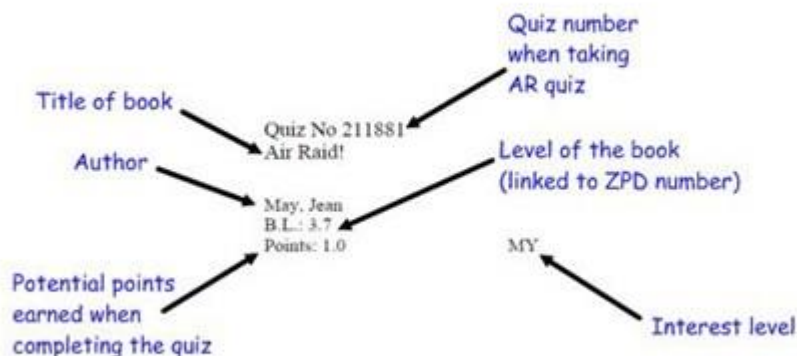 Quiz number
when taking
AR quiz
Title of book
Quiz No 211881
Air Raid!
Author
Level of the book
(linked to ZPD number)
May, Jean
B.L.: 3.7
Points: 1.0
MY
Potential points
earned when
completing the quiz
Interest level